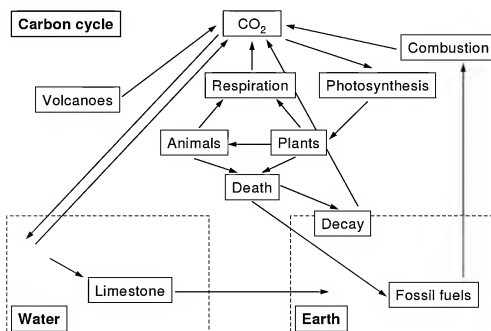 Carbon cycle
CO₂
Combustion
Volcanoes
Respiration
Photosynthesis
Animals
Plants
Death
Decay
Limestone
Fossil fuels
Water
Earth